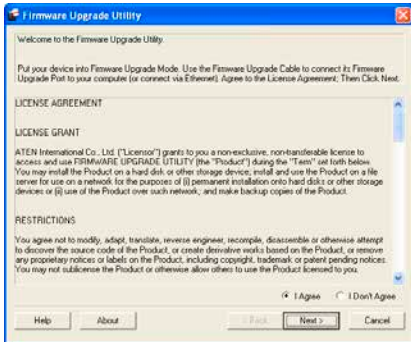 Firmware Upgrade Utility
Welcome to the Firmware Upgrade Utility.
Put your device into Firmware Upgrade Mode. Use the Firmware Upgrade Cable to connect its Firmware
Upgrade Port to your computer (or connect via Ethernet). Agree to the License Agreement; Then Click Next.
LICENSE AGREEMENT
LICENSE GRANT
ATEN International Co., Ltd. ("Licensor") grants to you a non-exclusive, non-transferable license to
access and use FIRMWARE UPGRADE UTILITY (the "Product") during the "Term" set forth below.
You may install the Product on a hard disk or other storage device; install and use the Product on a file
server for use on a network for the purposes of (i) permanent installation onto hard disks or other storage
devices or (ii) use of the Product over such network; and make backup copies of the Product.
RESTRICTIONS
You agree not to modify, adapt, translate, reverse engineer, recompile, disassemble or otherwise attempt
to discover the source code of the Product, or create derivative works based on the Product, or remove
any proprietary notices or labels on the Product, including copyright, trademark or patent pending notices.
You may not sublicense the Product or otherwise allow others to use the Product licensed to you.
I Agree I Don't Agree
Help About < Back Next > Cancel